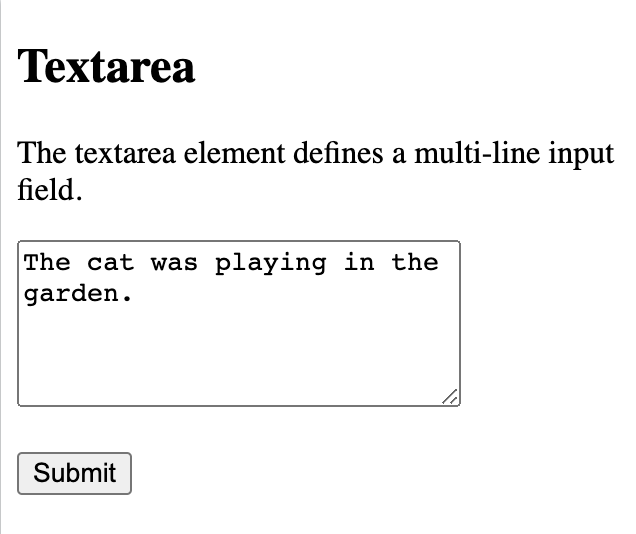 Textarea
The textarea element defines a multi-line input
field.
The cat was playing in the
garden.
Submit